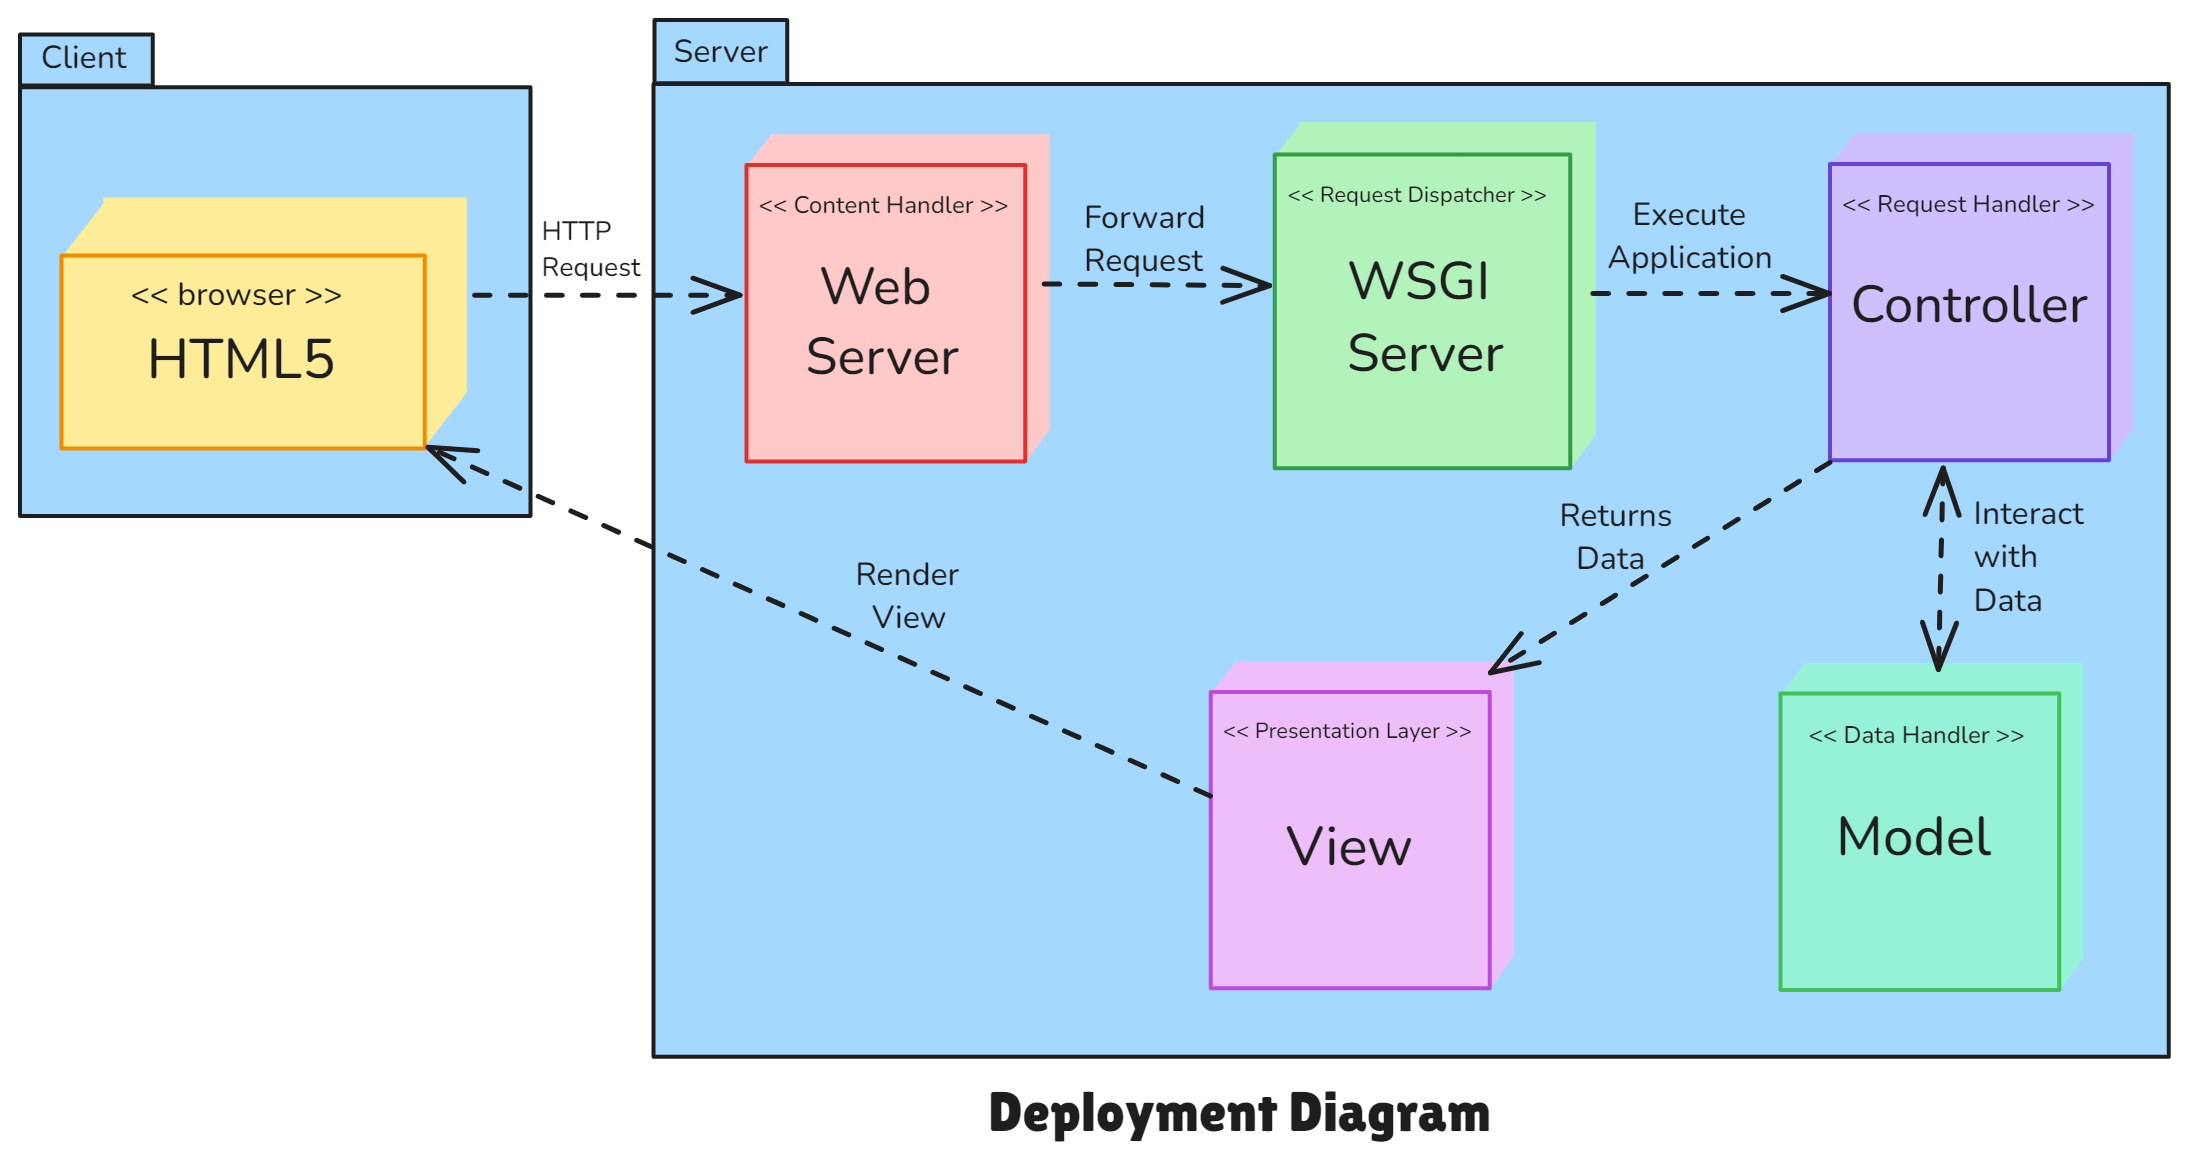 Client
Server
<< browser >>
HTML5
HTTP
Request
<< Content Handler >>
Web
Server
Forward
Request
<< Request Dispatcher >>
WSGI
Server
Execute
Application
<< Request Handler >>
Controller
Returns
Data
Interact
with
Data
Render
View
<< Presentation Layer >>
View
<< Data Handler >>
Model
Deployment Diagram